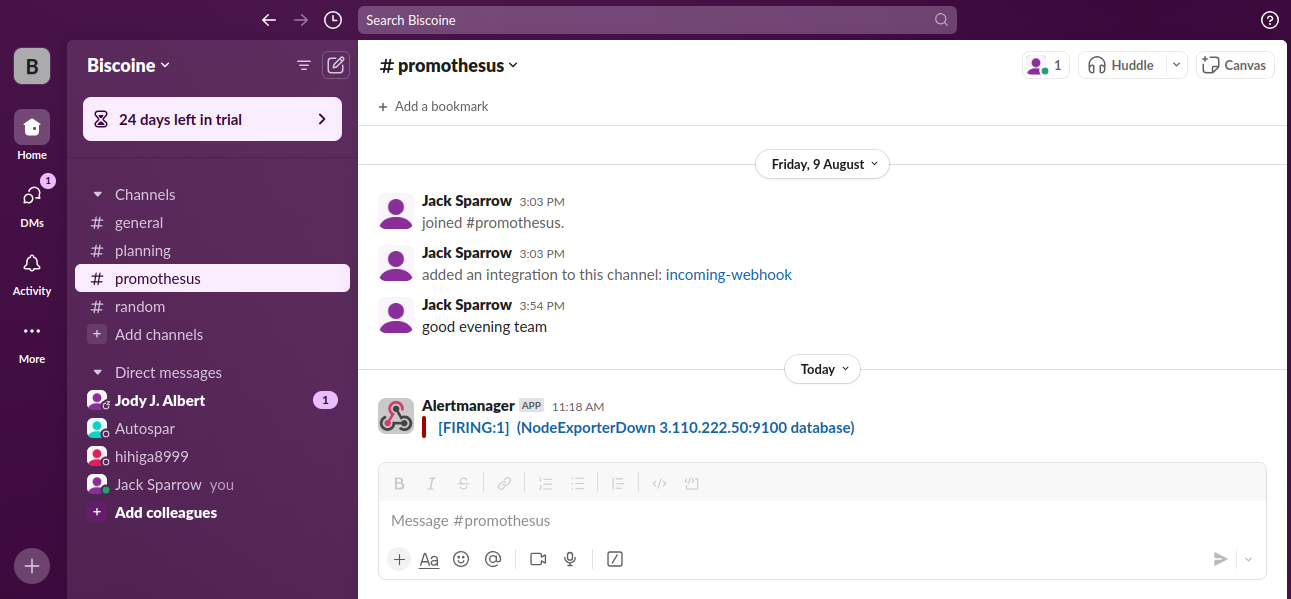 Search Biscoine
B
Home
1
DMs
Activity
More
Biscoine
24 days left in trial
Channels
# general
# planning
# promothesus
# random
+ Add channels
Direct messages
Jody J. Albert 1
Autospar
hihiga8999
Jack Sparrow you
+ Add colleagues
# promothesus
1
Huddle
Canvas
+ Add a bookmark
Friday, 9 August
Jack Sparrow 3:03 PM
joined #promothesus.
Jack Sparrow 3:03 PM
added an integration to this channel: incoming-webhook
Jack Sparrow 3:54 PM
good evening team
Today
Alertmanager APP 11:18 AM
[FIRING:1] (NodeExporterDown 3.110.222.50:9100 database)
B I S
Message #promothesus
+ Aa @